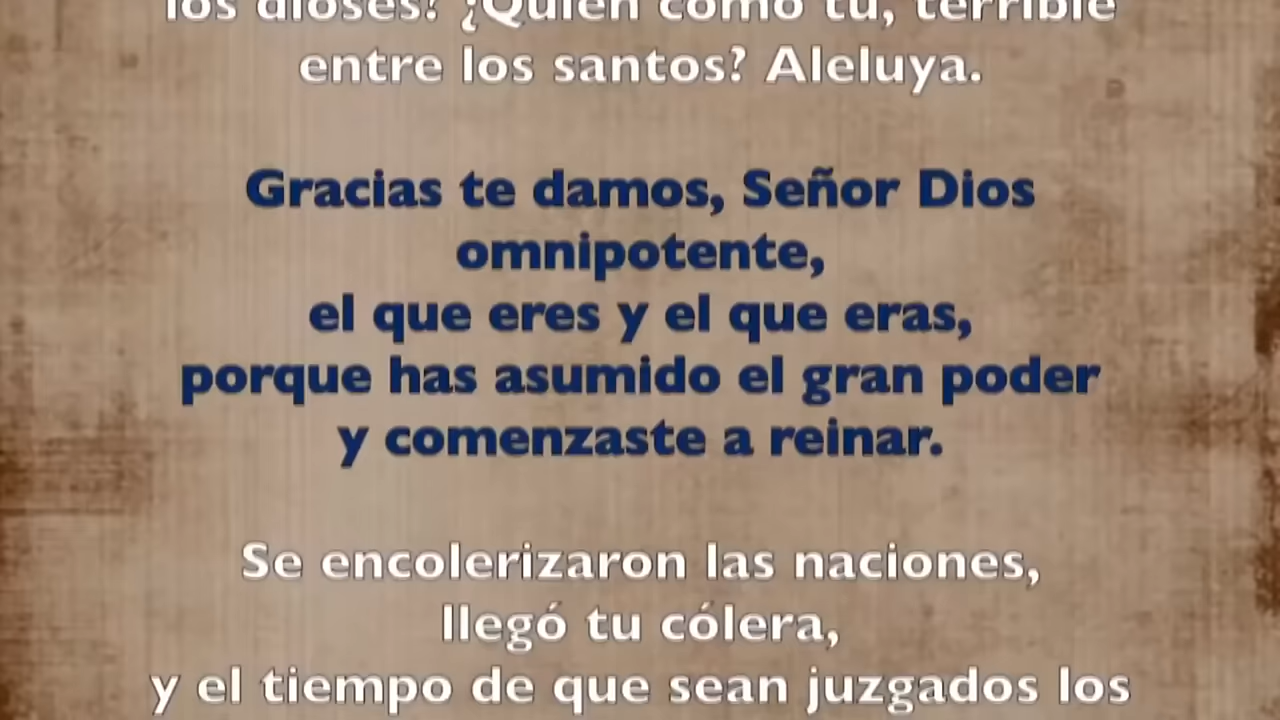 los dioses? ¿Quién como tú, terrible
entre los santos? Aleluya.
Gracias te damos, Señor Dios
omnipotente,
el que eres y el que eras,
porque has asumido el gran poder
y comenzaste a reinar.
Se encolerizaron las naciones,
llegó tu cólera,
y el tiempo de que sean juzgados los